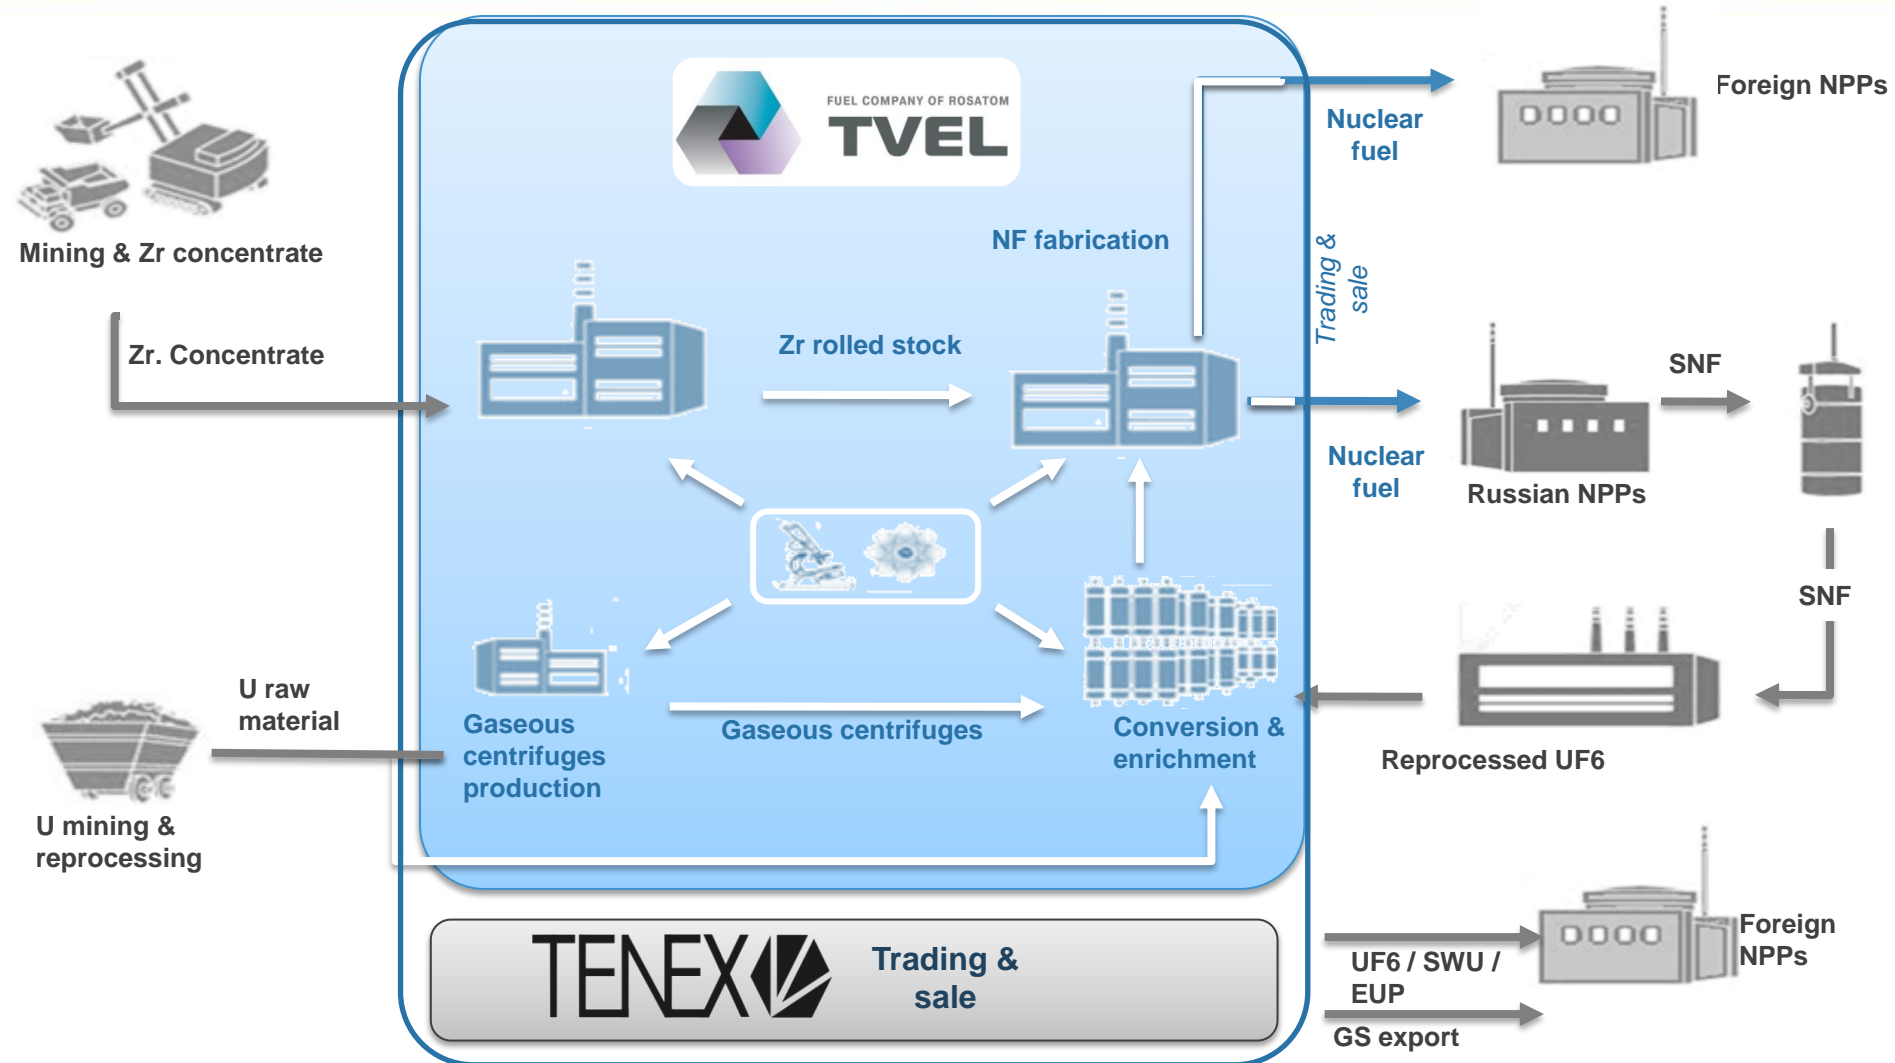 FUEL COMPANY OF ROSATOM
TVEL
Foreign NPPs
Nuclear
fuel
Mining & Zr concentrate
NF fabrication
Trading &
sale
Zr. Concentrate
Zr rolled stock
SNF
Nuclear
fuel
Russian NPPs
SNF
U raw
material
Gaseous
centrifuges
production
Gaseous centrifuges
Conversion &
enrichment
Reprocessed UF6
U mining &
reprocessing
TENEX
Trading &
sale
Foreign
NPPs
UF6 / SWU /
EUP
GS export